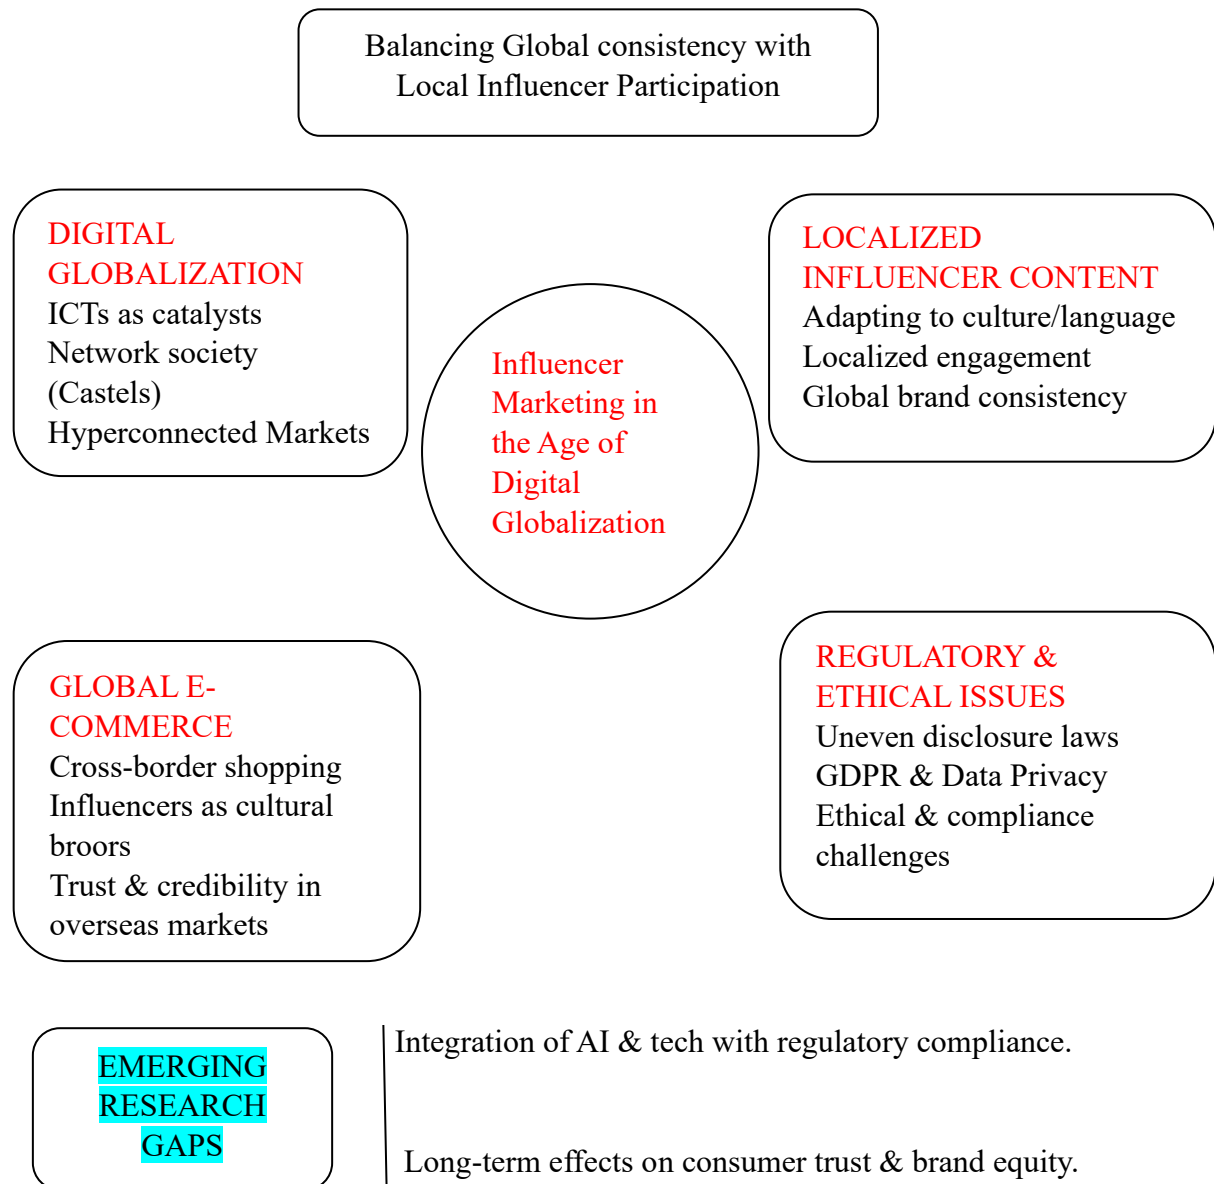 Balancing Global consistency with
Local Influencer Participation
DIGITAL
GLOBALIZATION
ICTs as catalysts
Network society
(Castels)
Hyperconnected Markets
LOCALIZED
INFLUENCER CONTENT
Adapting to culture/language
Localized engagement
Global brand consistency
Influencer
Marketing in
the Age of
Digital
Globalization
GLOBAL E-
COMMERCE
Cross-border shopping
Influencers as cultural
broors
Trust & credibility in
overseas markets
REGULATORY &
ETHICAL ISSUES
Uneven disclosure laws
GDPR & Data Privacy
Ethical & compliance
challenges
EMERGING
RESEARCH
GAPS
Integration of AI & tech with regulatory compliance.
Long-term effects on consumer trust & brand equity.